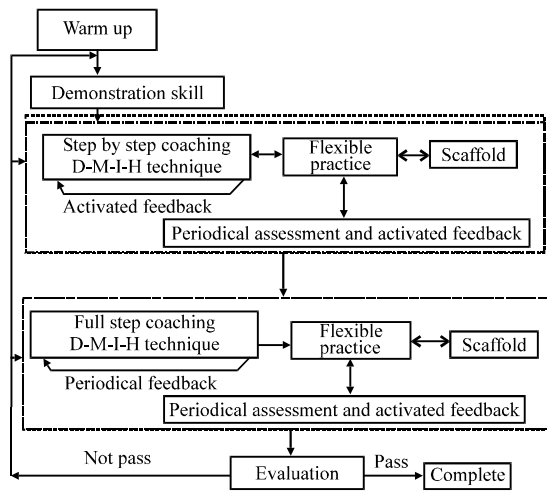 Warm up
Demonstration skill
Step by step coaching
D-M-I-H technique
Flexible
practice
Scaffold
Activated feedback
Periodical assessment and activated feedback
Full step coaching
D-M-I-H technique
Flexible
practice
Scaffold
Periodical feedback
Periodical assessment and activated feedback
Not pass
Evaluation
Pass
Complete